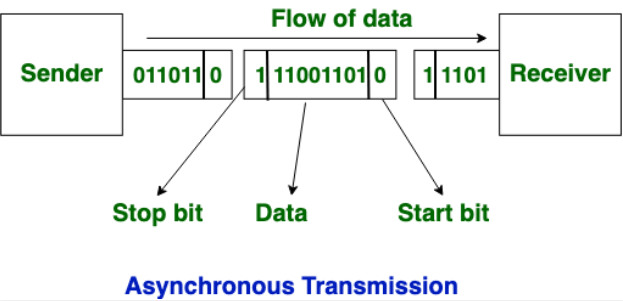 Flow of data
Sender
011011 0
1 11001101 0
1 1101
Receiver
Stop bit
Data
Start bit
Asynchronous Transmission